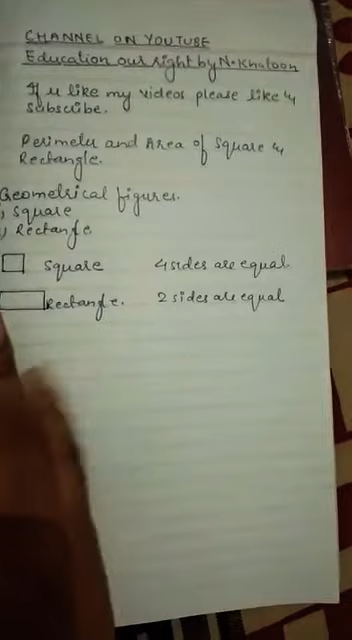 CHANNEL ON YOUTUBE
Education our right by N. Khatoon
If u like my videos please like &
subscribe.
Perimeter and Area of Square &
Rectangle.
Geometrical figures.
) Square
) Rectangle
Square 4 sides are equal
Rectangle. 2 sides are equal